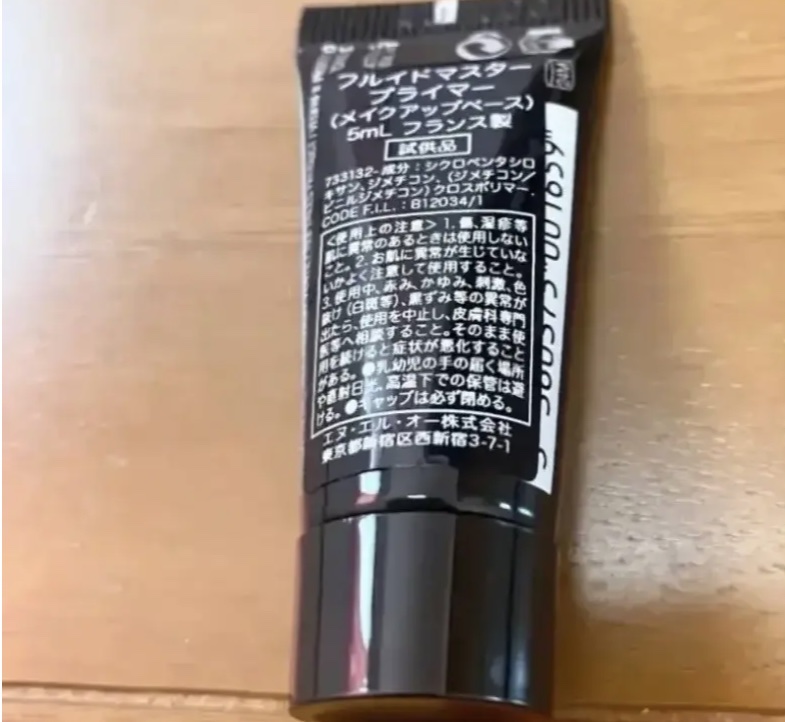 フルイドマスター
プライマー
(メイクアップベース)
5mL フランス製
試供品
733132- 成分：シクロペンタシロ
キサン、ジメチコン、(ジメチコン/
ビニルジメチコン)クロスポリマー、
CODE F.I.L. : B12034/1
<使用上の注意> 1. 傷、湿疹等
肌に異常のあるときは使用しない
こと。2. お肌に異常が生じていな
いかよく注意して使用すること。
3. 使用中、赤み、かゆみ、刺激、色
抜け(白斑等)、黒ずみ等の異常が
出たら、使用を中止し、皮膚科専門
医等へ相談すること。そのまま使
用を続けると症状が悪化すること
がある。●乳幼児の手の届く場所
や直射日光、高温下での保管は避
ける。●キャップは必ず閉める。
エヌ・エル・オー株式会社
東京都新宿区西新宿3-7-1